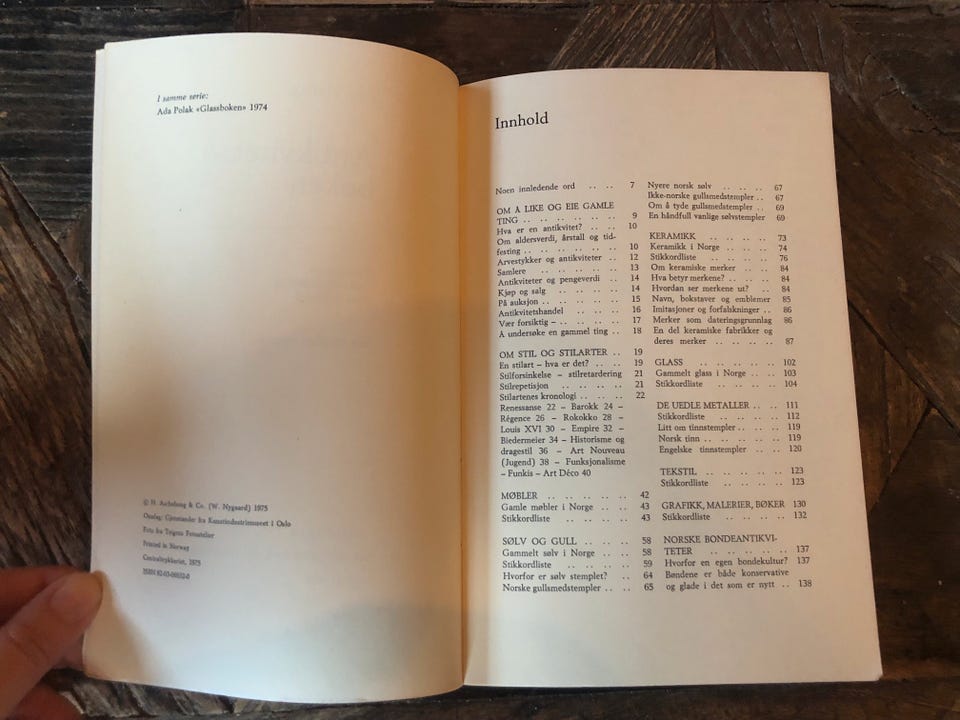 I samme serie:
Ada Polak «Glassboken» 1974
© H. Aschehoug & Co. (W. Nygaard) 1975
Omslag: Gjenstander fra Kunstindustrimuseet i Oslo
Foto fra Teigens Fotoatelier
Printed in Norway
Centraltrykkeriet, 1975
Innhold
Noen innledende ord .. .. 7
OM Å LIKE OG EIE GAMLE
TING .. .. .. .. .. .. 9
Hva er en antikvitet? .. .. 10
Om aldersverdi, årstall og tid-
festing .. .. .. .. .. .. 10
Arvestykker og antikviteter .. 12
Samlere .. .. .. .. .. 13
Antikviteter og pengeverdi .. 14
Kjøp og salg .. .. .. .. 14
På auksjon .. .. .. .. .. 15
Antikvitetshandel .. .. .. 16
Vær forsiktig – .. .. .. .. 17
Å undersøke en gammel ting .. 18
OM STIL OG STILARTER .. 19
En stilart – hva er det? .. .. 19
Stilforsinkelse – stilretardering 21
Stilrepetisjon .. .. .. .. 21
Stilartenes kronologi .. .. .. 22
Renessanse 22 – Barokk 24 –
Régence 26 – Rokokko 28 –
Louis XVI 30 – Empire 32 –
Biedermeier 34 – Historisme og
dragestil 36 – Art Nouveau
(Jugend) 38 – Funksjonalisme
– Funkis – Art Déco 40
MØBLER .. .. .. .. .. 42
Gamle møbler i Norge .. .. 43
Stikkordliste .. .. .. .. 43
SØLV OG GULL .. .. .. 58
Gammelt sølv i Norge .. .. 58
Stikkordliste .. .. .. .. 59
Hvorfor er sølv stemplet? .. 64
Norske gullsmedstempler .. .. 65
Nyere norsk sølv .. .. .. 67
Ikke-norske gullsmedstempler .. 67
Om å tyde gullsmedstempler .. 69
En håndfull vanlige sølvstempler 69
KERAMIKK .. .. .. .. 73
Keramikk i Norge .. .. .. 74
Stikkordliste .. .. .. .. 76
Om keramiske merker .. .. 84
Hva betyr merkene? .. .. .. 84
Hvordan ser merkene ut? .. .. 84
Navn, bokstaver og emblemer 85
Imitasjoner og forfalskninger .. 86
Merker som dateringsgrunnlag 86
En del keramiske fabrikker og
deres merker .. .. .. .. 87
GLASS .. .. .. .. .. 102
Gammelt glass i Norge .. .. 103
Stikkordliste .. .. .. .. 104
DE UEDLE METALLER .. .. 111
Stikkordliste .. .. .. .. 112
Litt om tinnstempler .. .. .. 119
Norsk tinn .. .. .. .. .. 119
Engelske tinnstempler .. .. 120
TEKSTIL .. .. .. .. .. 123
Stikkordliste .. .. .. .. 123
GRAFIKK, MALERIER, BØKER 130
Stikkordliste .. .. .. .. 132
NORSKE BONDEANTIKVI-
TETER .. .. .. .. .. 137
Hvorfor en egen bondekultur? 137
Bøndene er både konservative
og glade i det som er nytt .. .. 138